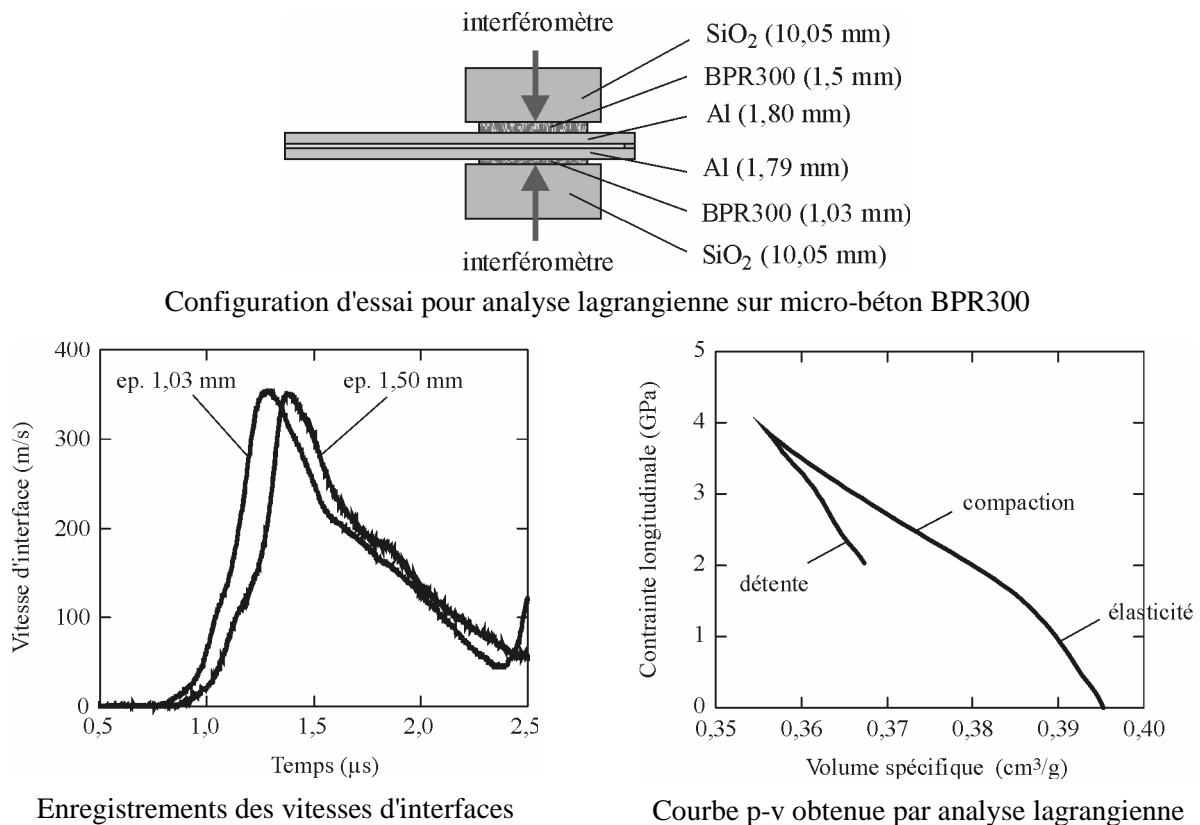 interféromètre
SiO2 (10,05 mm)
BPR300 (1,5 mm)
Al (1,80 mm)
Al (1,79 mm)
BPR300 (1,03 mm)
SiO2 (10,05 mm)
interféromètre
Configuration d'essai pour analyse lagrangienne sur micro-béton BPR300
400
300
200
100
0
0,5
1,0
1,5
2,0
2,5
Vitesse d'interface (m/s)
Temps (µs)
ep. 1,03 mm
ep. 1,50 mm
Enregistrements des vitesses d'interfaces
5
4
3
2
1
0
0,35
0,36
0,37
0,38
0,39
0,40
Contrainte longitudinale (GPa)
Volume spécifique (cm³/g)
compaction
détente
élasticité
Courbe p-v obtenue par analyse lagrangienne